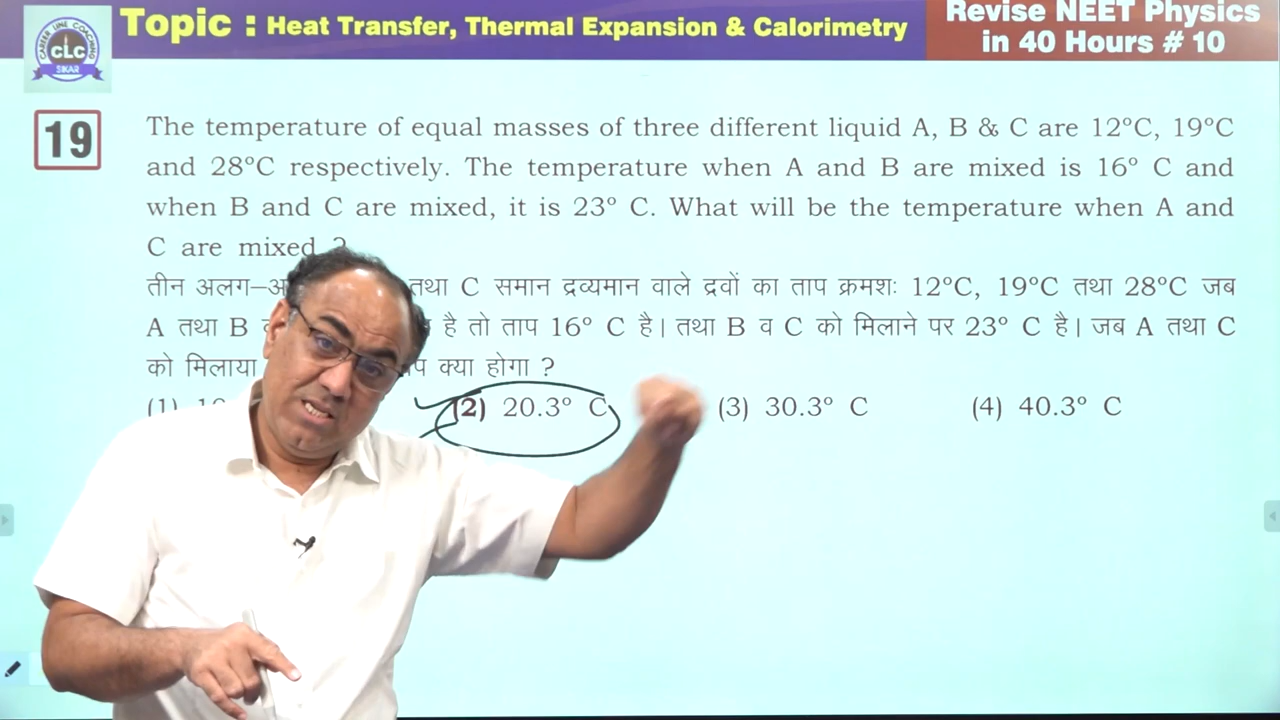 CAREER LINE COACHING
CLC
SIKAR
Topic : Heat Transfer, Thermal Expansion & Calorimetry
Revise NEET Physics
in 40 Hours # 10
19
The temperature of equal masses of three different liquid A, B & C are 12°C, 19°C
and 28°C respectively. The temperature when A and B are mixed is 16° C and
when B and C are mixed, it is 23° C. What will be the temperature when A and
C are mixed ?
तीन अलग–अ तथा C समान द्रव्यमान वाले द्रवों का ताप क्रमशः 12°C, 19°C तथा 28°C जब
A तथा B है तो ताप 16° C है। तथा B व C को मिलाने पर 23° C है। जब A तथा C
को मिलाया क्या होगा ?
(1) (2) 20.3° C (3) 30.3° C (4) 40.3° C